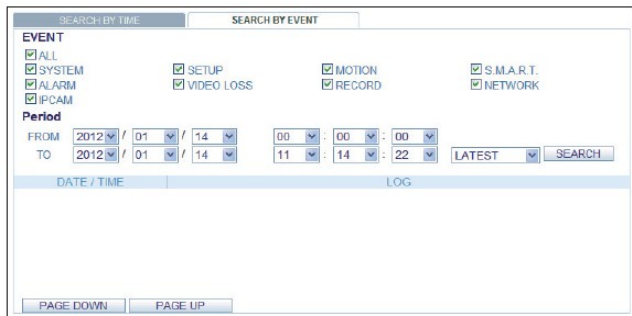 SEARCH BY TIME SEARCH BY EVENT
EVENT
ALL
SYSTEM SETUP MOTION S.M.A.R.T.
ALARM VIDEO LOSS RECORD NETWORK
IPCAM
Period
FROM 2012 / 01 / 14 00 : 00 : 00
TO 2012 / 01 / 14 11 : 14 : 22 LATEST SEARCH
DATE / TIME LOG
PAGE DOWN PAGE UP